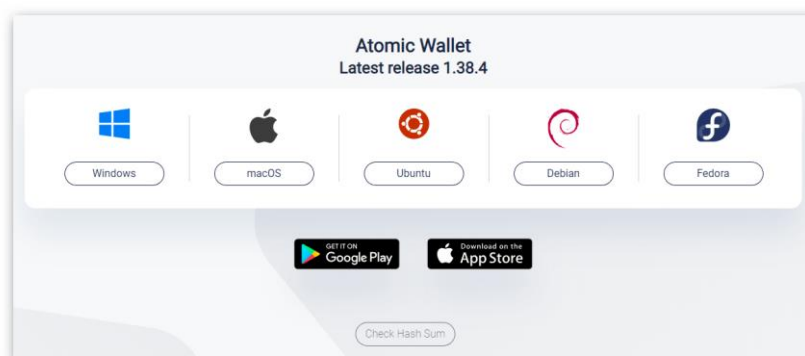 Atomic Wallet
Latest release 1.38.4
Windows
macOS
Ubuntu
Debian
Fedora
GET IT ON
Google Play
Download on the
App Store
Check Hash Sum